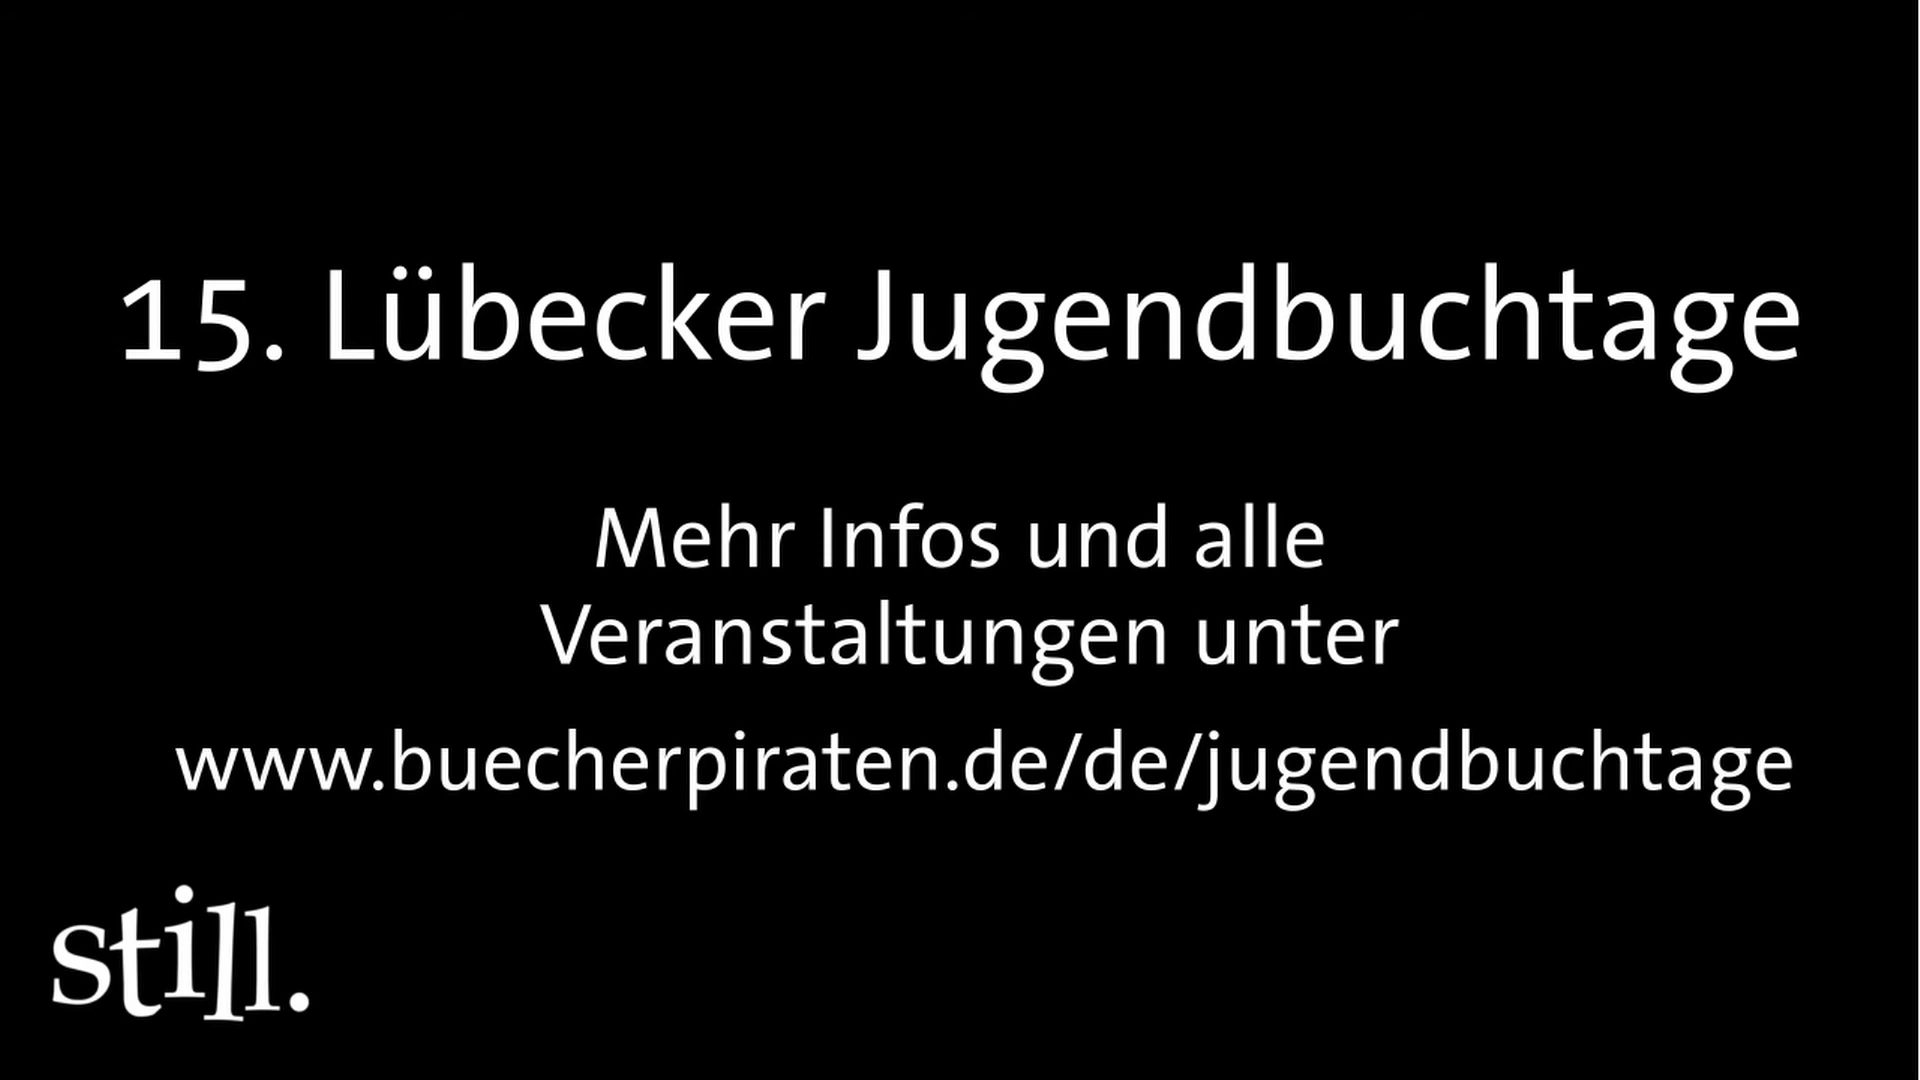 15. Lübecker Jugendbuchtage
Mehr Infos und alle
Veranstaltungen unter
www.buecherpiraten.de/de/jugendbuchtage
still.